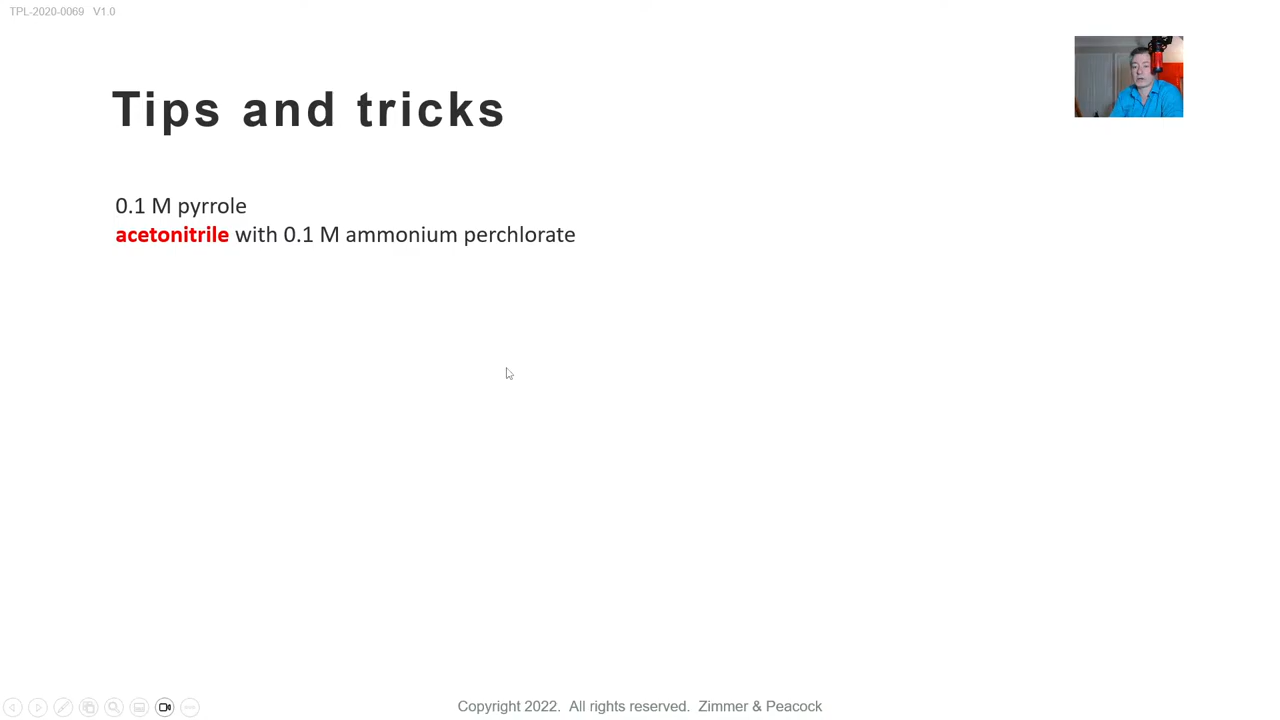 TPL-2020-0069 V1.0
Tips and tricks
0.1 M pyrrole
acetonitrile with 0.1 M ammonium perchlorate
Copyright 2022. All rights reserved. Zimmer & Peacock